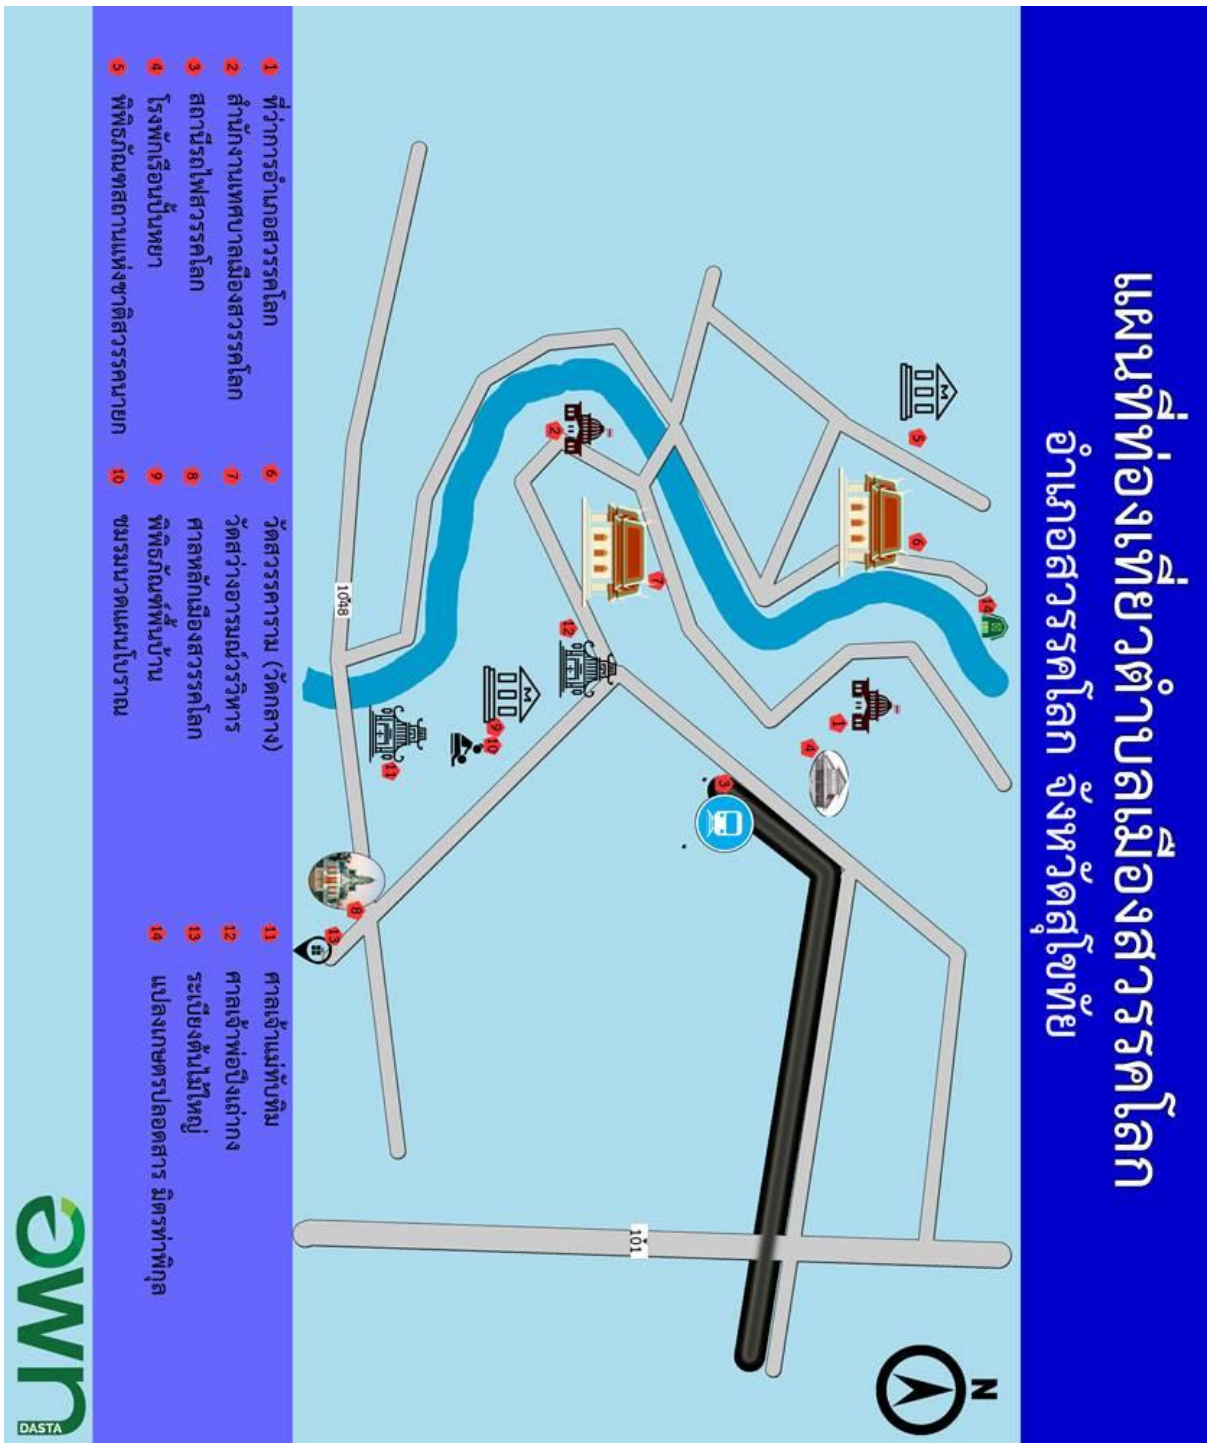 แผนที่ท่องเที่ยวตำบลเมืองสวรรคโลก
อำเภอสวรรคโลก จังหวัดสุโขทัย
N
5
6
14
1
4
2
7
3
12
9
10
11
8
13
1048
101
1 ที่ว่าการอำเภอสวรรคโลก
2 สำนักงานเทศบาลเมืองสวรรคโลก
3 สถานีรถไฟสวรรคโลก
4 โรงพักเรือนปั้นหยา
5 พิพิธภัณฑสถานแห่งชาติสวรรควรนายก
6 วัดสวรรคาราม (วัดกลาง)
7 วัดสว่างอารมณ์วรวิหาร
8 ศาลหลักเมืองสวรรคโลก
9 พิพิธภัณฑ์พื้นบ้าน
10 ชมรมนวดแผนโบราณ
11 ศาลเจ้าแม่ทับทิม
12 ศาลเจ้าพ่อปึงเถ่ากง
13 ระเบียงต้นไม้ใหญ่
14 แปลงเกษตรปลอดสาร มิตรท่าพิกุล
อพท
DASTA